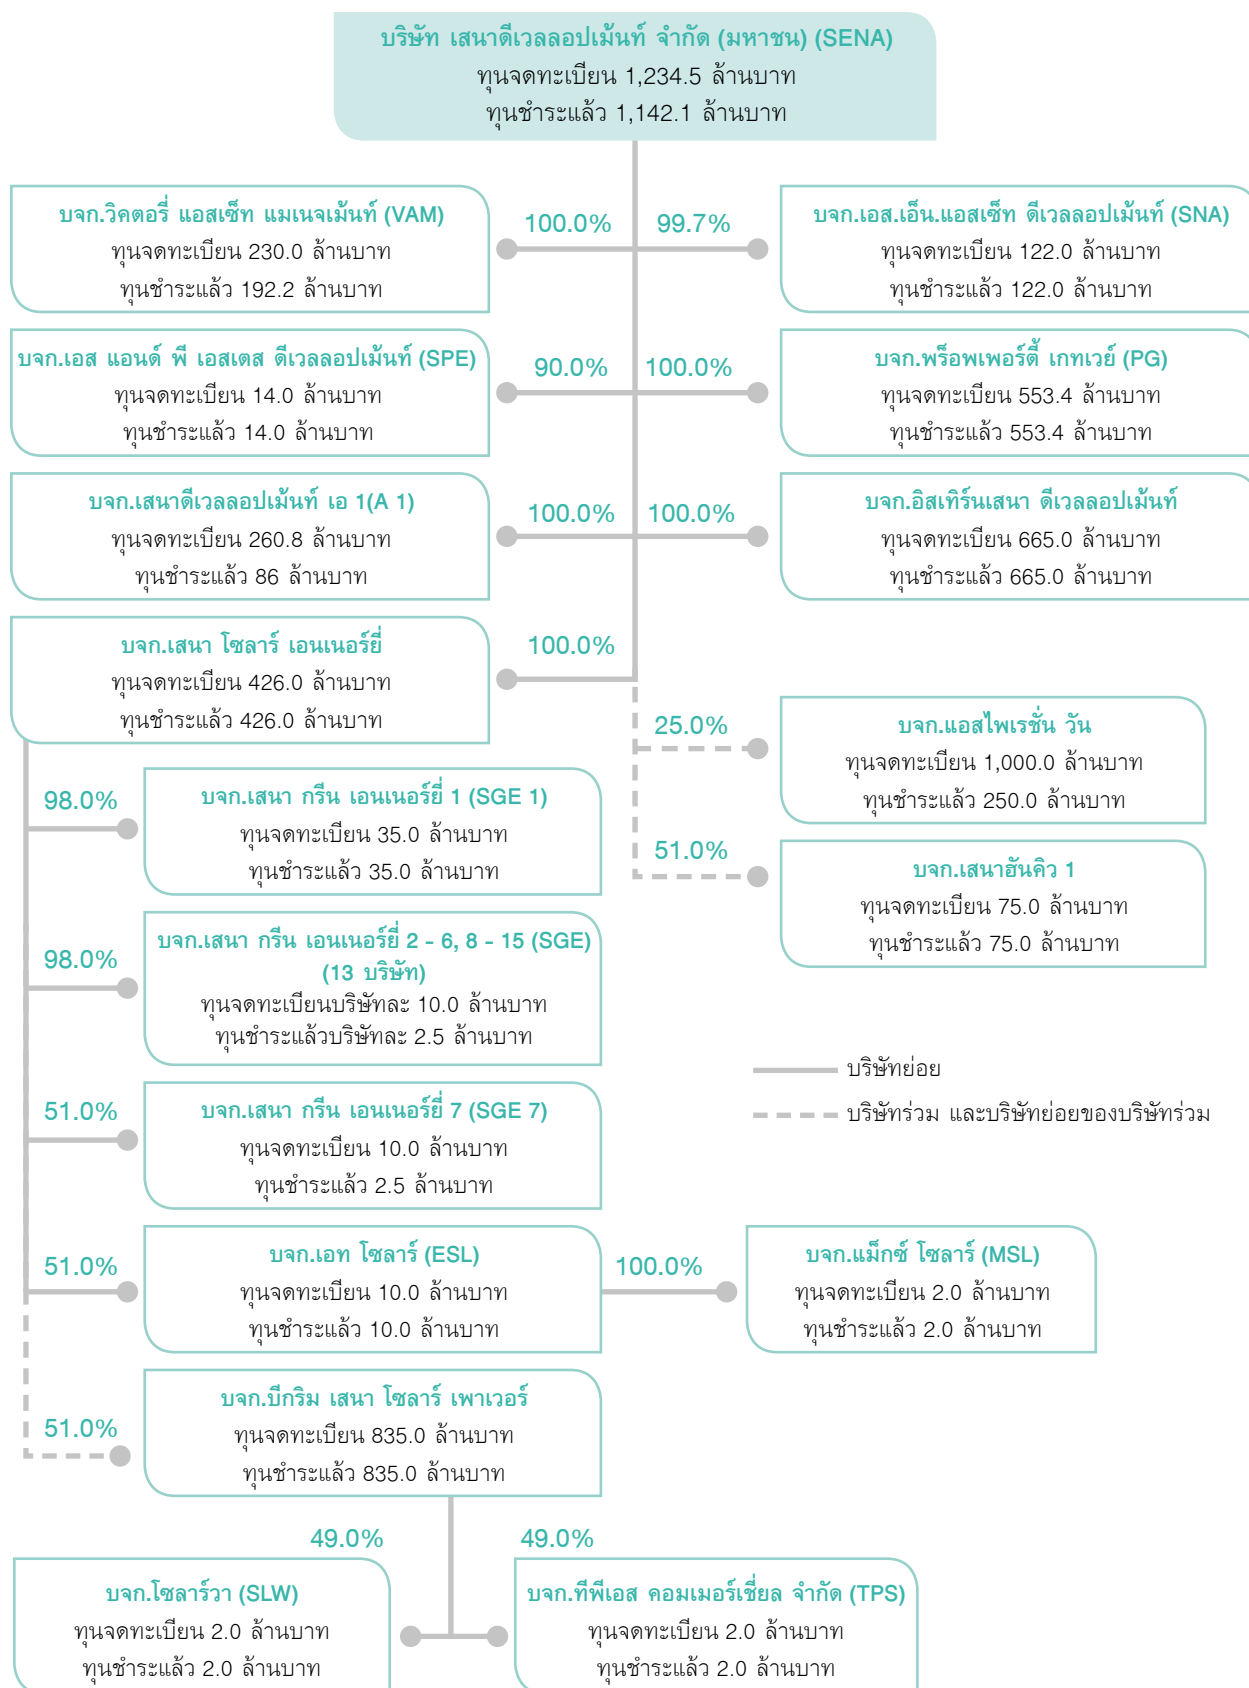 บริษัท เสนาดีเวลลอปเม้นท์ จำกัด (มหาชน) (SENA)
ทุนจดทะเบียน 1,234.5 ล้านบาท
ทุนชำระแล้ว 1,142.1 ล้านบาท
บจก.วิคตอรี่ แอสเซ็ท แมเนจเม้นท์ (VAM)
ทุนจดทะเบียน 230.0 ล้านบาท
ทุนชำระแล้ว 192.2 ล้านบาท
100.0%
99.7%
บจก.เอส.เอ็น.แอสเซ็ท ดีเวลลอปเม้นท์ (SNA)
ทุนจดทะเบียน 122.0 ล้านบาท
ทุนชำระแล้ว 122.0 ล้านบาท
บจก.เอส แอนด์ พี เอสเตส ดีเวลลอปเม้นท์ (SPE)
ทุนจดทะเบียน 14.0 ล้านบาท
ทุนชำระแล้ว 14.0 ล้านบาท
90.0%
100.0%
บจก.พร็อพเพอร์ตี้ เกทเวย์ (PG)
ทุนจดทะเบียน 553.4 ล้านบาท
ทุนชำระแล้ว 553.4 ล้านบาท
บจก.เสนาดีเวลลอปเม้นท์ เอ 1(A 1)
ทุนจดทะเบียน 260.8 ล้านบาท
ทุนชำระแล้ว 86 ล้านบาท
100.0%
100.0%
บจก.อิสเทิร์นเสนา ดีเวลลอปเม้นท์
ทุนจดทะเบียน 665.0 ล้านบาท
ทุนชำระแล้ว 665.0 ล้านบาท
บจก.เสนา โซลาร์ เอนเนอร์ยี่
ทุนจดทะเบียน 426.0 ล้านบาท
ทุนชำระแล้ว 426.0 ล้านบาท
100.0%
25.0%
บจก.แอสไพเรชั่น วัน
ทุนจดทะเบียน 1,000.0 ล้านบาท
ทุนชำระแล้ว 250.0 ล้านบาท
98.0%
บจก.เสนา กรีน เอนเนอร์ยี่ 1 (SGE 1)
ทุนจดทะเบียน 35.0 ล้านบาท
ทุนชำระแล้ว 35.0 ล้านบาท
51.0%
บจก.เสนาฮันคิว 1
ทุนจดทะเบียน 75.0 ล้านบาท
ทุนชำระแล้ว 75.0 ล้านบาท
98.0%
บจก.เสนา กรีน เอนเนอร์ยี่ 2 - 6, 8 - 15 (SGE)
(13 บริษัท)
ทุนจดทะเบียนบริษัทละ 10.0 ล้านบาท
ทุนชำระแล้วบริษัทละ 2.5 ล้านบาท
บริษัทย่อย
บริษัทร่วม และบริษัทย่อยของบริษัทร่วม
51.0%
บจก.เสนา กรีน เอนเนอร์ยี่ 7 (SGE 7)
ทุนจดทะเบียน 10.0 ล้านบาท
ทุนชำระแล้ว 2.5 ล้านบาท
51.0%
บจก.เอท โซลาร์ (ESL)
ทุนจดทะเบียน 10.0 ล้านบาท
ทุนชำระแล้ว 10.0 ล้านบาท
100.0%
บจก.แม็กซ์ โซลาร์ (MSL)
ทุนจดทะเบียน 2.0 ล้านบาท
ทุนชำระแล้ว 2.0 ล้านบาท
51.0%
บจก.บีกริม เสนา โซลาร์ เพาเวอร์
ทุนจดทะเบียน 835.0 ล้านบาท
ทุนชำระแล้ว 835.0 ล้านบาท
49.0%
49.0%
บจก.โซลาร์วา (SLW)
ทุนจดทะเบียน 2.0 ล้านบาท
ทุนชำระแล้ว 2.0 ล้านบาท
บจก.ทีพีเอส คอมเมอร์เชี่ยล จำกัด (TPS)
ทุนจดทะเบียน 2.0 ล้านบาท
ทุนชำระแล้ว 2.0 ล้านบาท